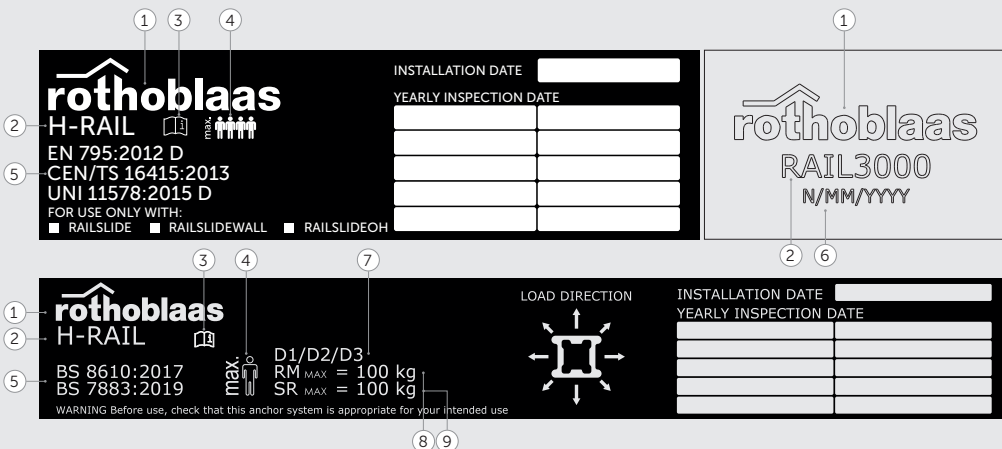 1
3
4
1
rothoblaas
INSTALLATION DATE
YEARLY INSPECTION DATE
2
H-RAIL
i
max.
EN 795:2012 D
5
CEN/TS 16415:2013
UNI 11578:2015 D
FOR USE ONLY WITH:
RAILSLIDE RAILSLIDEWALL RAILSLIDEOH
rothoblaas
RAIL3000
N/MM/YYYY
2
6
3
4
7
1
rothoblaas
2
H-RAIL
i
5
BS 8610:2017
BS 7883:2019
max.
D1/D2/D3
RM MAX = 100 kg
SR MAX = 100 kg
WARNING Before use, check that this anchor system is appropriate for your intended use
LOAD DIRECTION
INSTALLATION DATE
YEARLY INSPECTION DATE
8
9